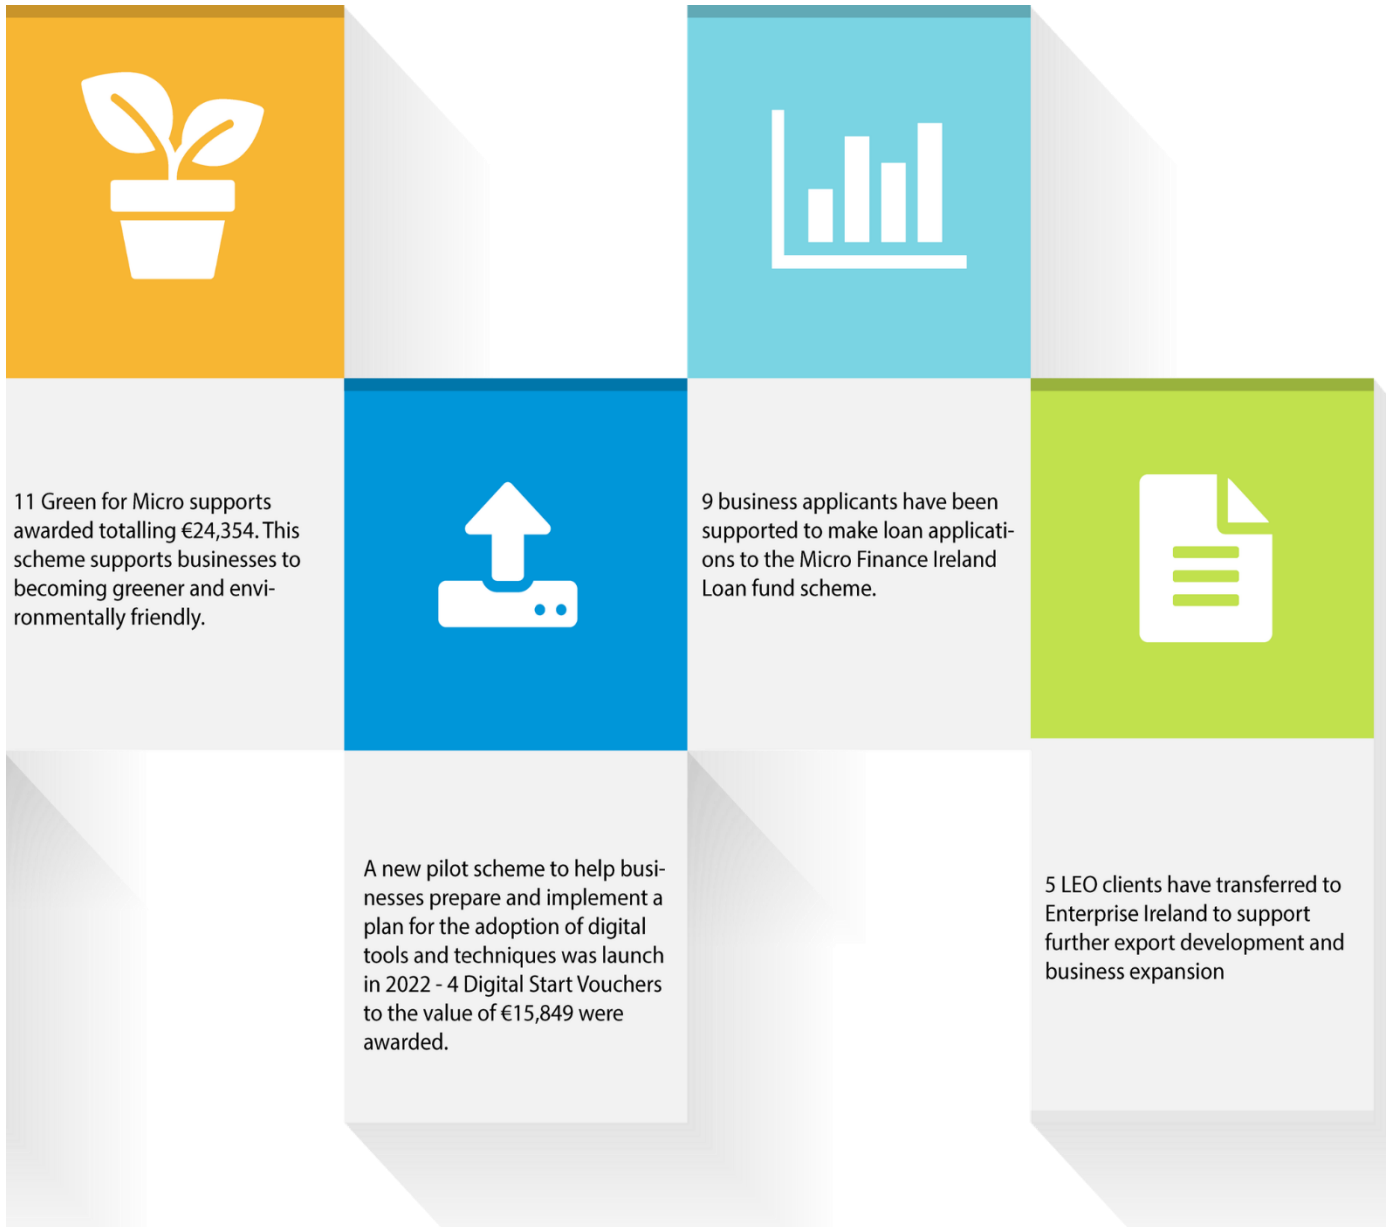 11 Green for Micro supports
awarded totalling €24,354. This
scheme supports businesses to
becoming greener and envi-
ronmentally friendly.
A new pilot scheme to help busi-
nesses prepare and implement a
plan for the adoption of digital
tools and techniques was launch
in 2022 - 4 Digital Start Vouchers
to the value of €15,849 were
awarded.
9 business applicants have been
supported to make loan applicati-
ons to the Micro Finance Ireland
Loan fund scheme.
5 LEO clients have transferred to
Enterprise Ireland to support
further export development and
business expansion